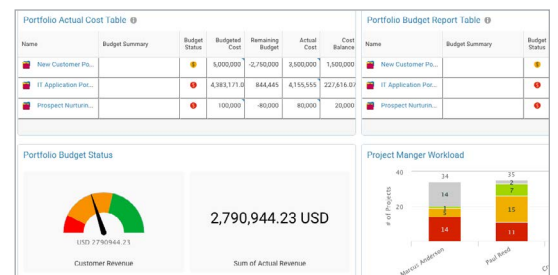 Portfolio Actual Cost Table
Portfolio Budget Report Table
Name Budget Summary Budget Status Budgeted Cost Remaining Budget Actual Cost Cost Balance
Name Budget Summary Budget Status
New Customer Po... 5,000,000 -2,750,000 3,500,000 1,500,000
New Customer Po...
IT Application Por... 4,383,171.0 844,445 4,155,555 227,616.07
IT Application Por...
Prospect Nurturin... 100,000 -80,000 80,000 20,000
Prospect Nurturin...
Portfolio Budget Status
Project Manger Workload
USD 2790944.23
Customer Revenue
2,790,944.23 USD
Sum of Actual Revenue
# of Projects
40
20
34
14
14
35
2
7
15
11
Marcus Anderson
Paul Reed